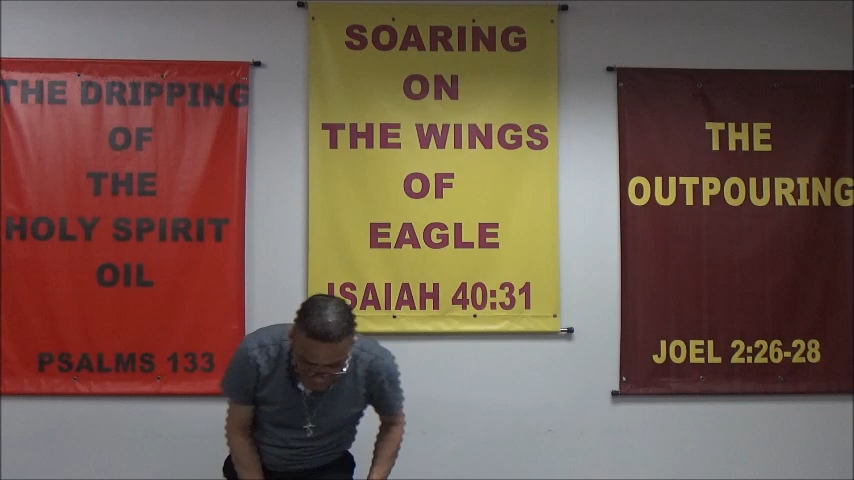 THE DRIPPING
OF
THE
HOLY SPIRIT
OIL
PSALMS 133
SOARING
ON
THE WINGS
OF
EAGLE
ISAIAH 40:31
THE
OUTPOURING
JOEL 2:26-28